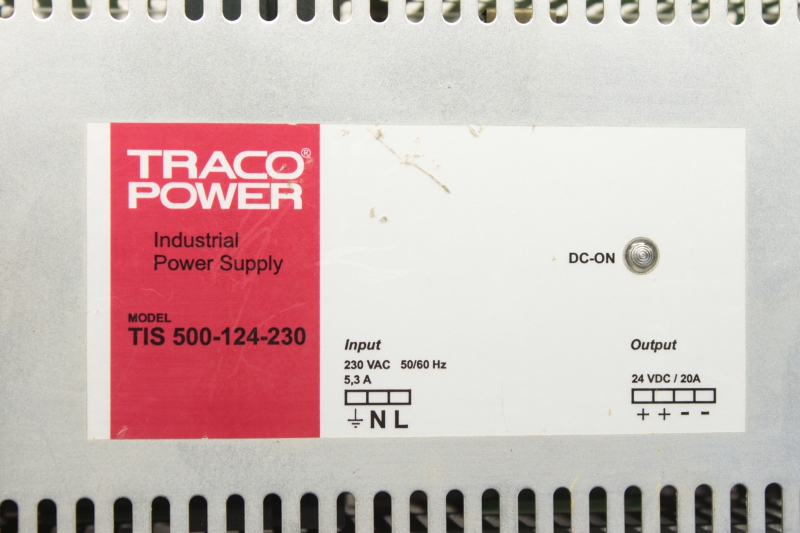 TRACO®
POWER
Industrial
Power Supply
MODEL
TIS 500-124-230
DC-ON
Input
230 VAC 50/60 Hz
5,3 A
⏚ N L
Output
24 VDC / 20A
+ + - -